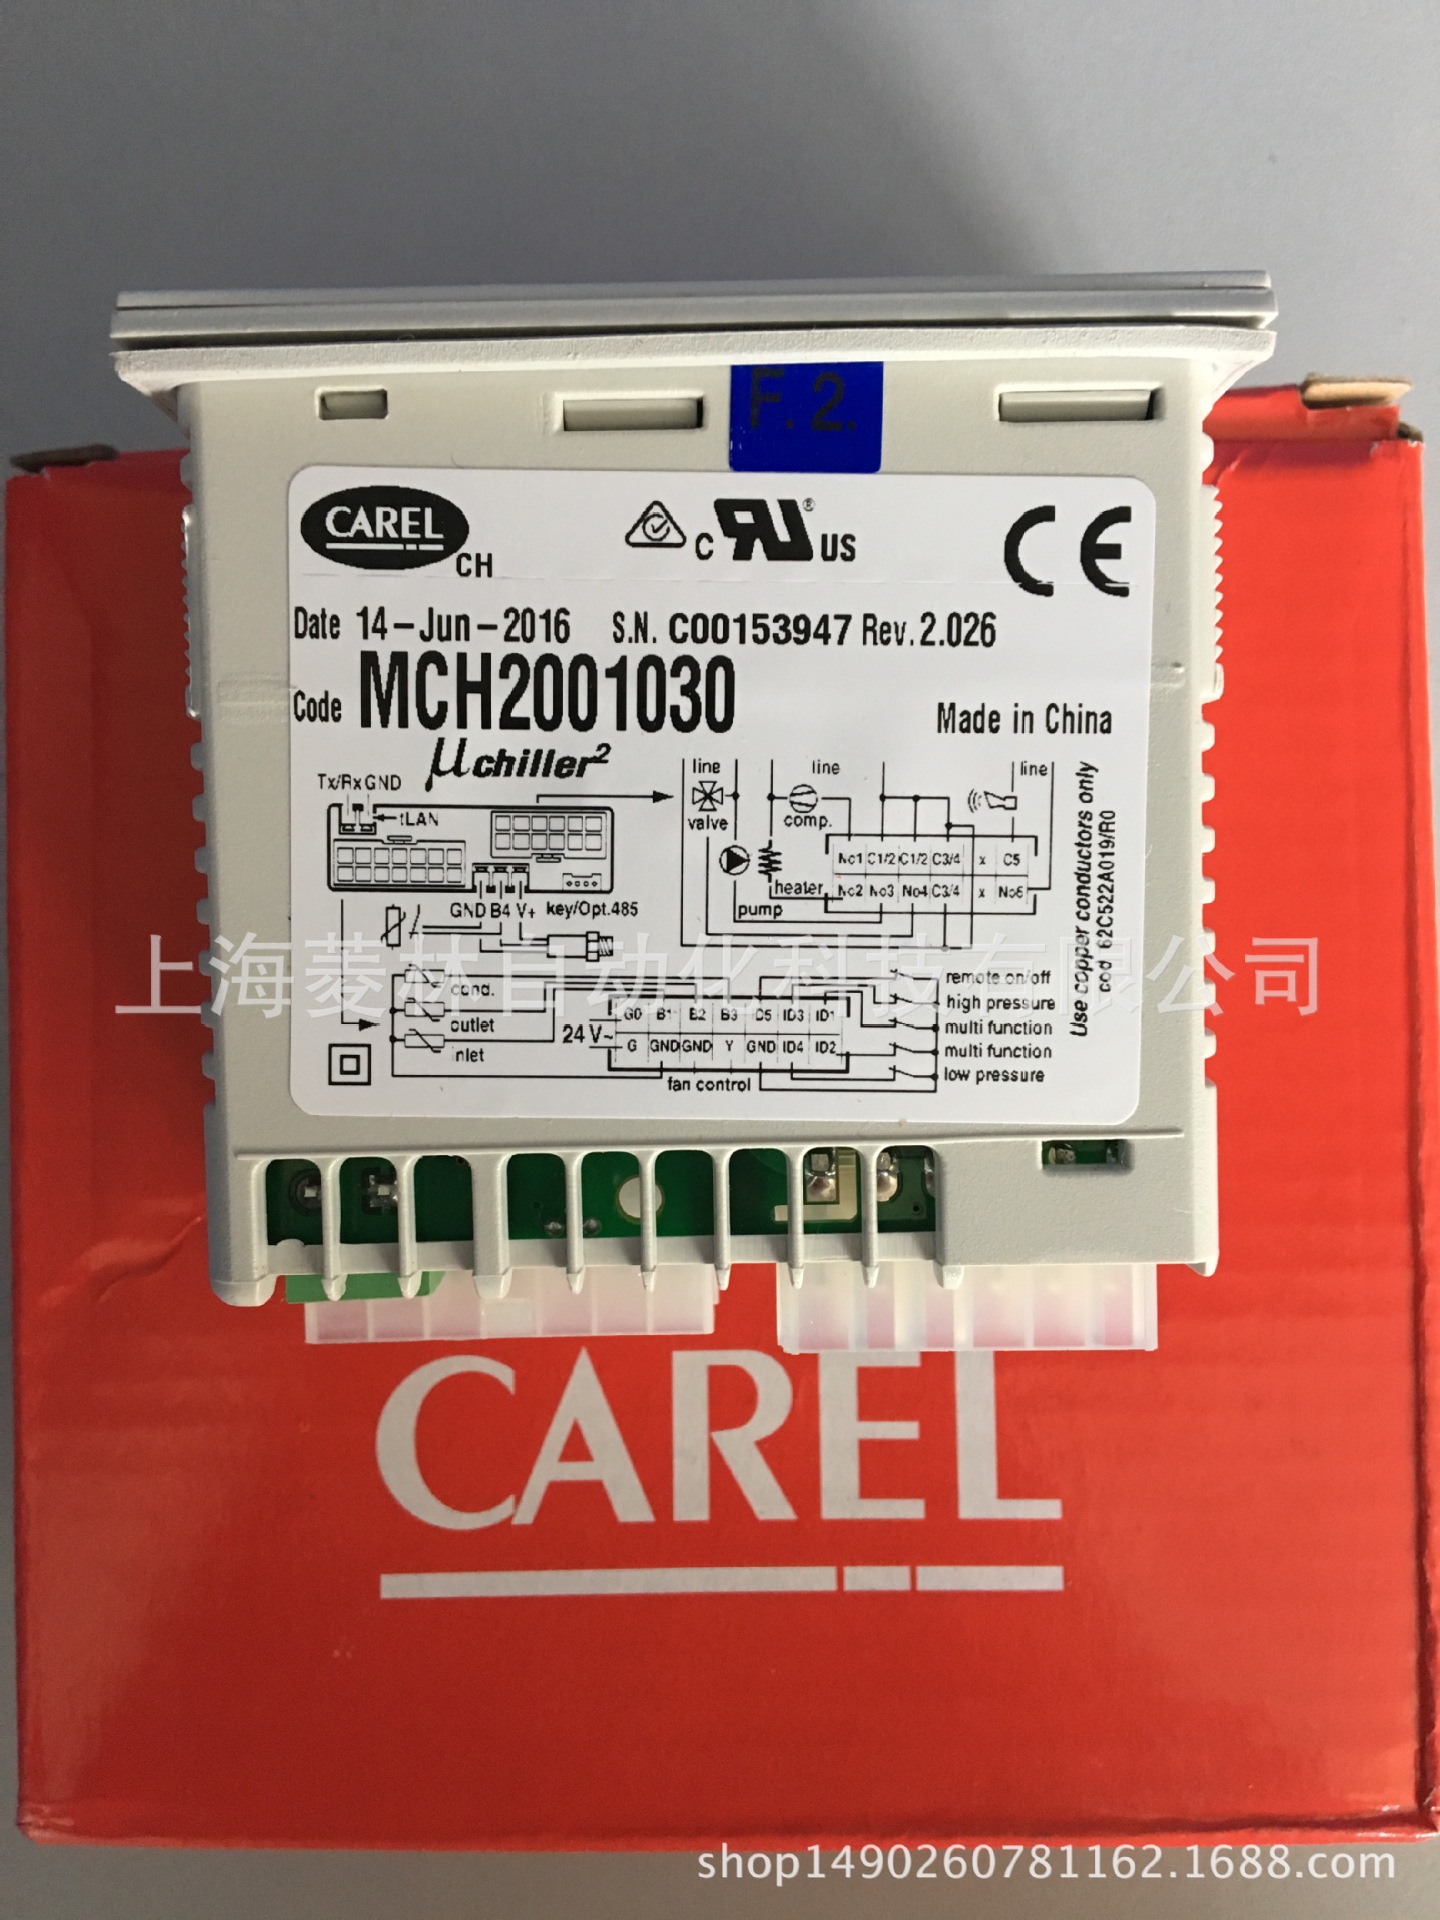 F.2.
CAREL
CH
c RU ® US
CE
Date 14-Jun-2016 S.N. C00153947 Rev.2.026
Code MCH2001030
Made in China
µchiller²
Tx/Rx GND
tLAN
GND B4 V+ key/Opt.485
line line line
valve comp.
heater
pump
No1 C1/2 C1/2 C3/4 x C5
No2 No3 No4 C3/4 x No5
Use copper conductors only
cod 62C522A019/R0
上海菱林自动化科技有限公司
cond.
outlet
inlet
24 V~
G0 B1 B2 B3 C5 ID3 ID1
G GND GND Y GND ID4 ID2
fan control
remote on/off
high pressure
multi function
multi function
low pressure
CAREL
shop1490260781162.1688.com